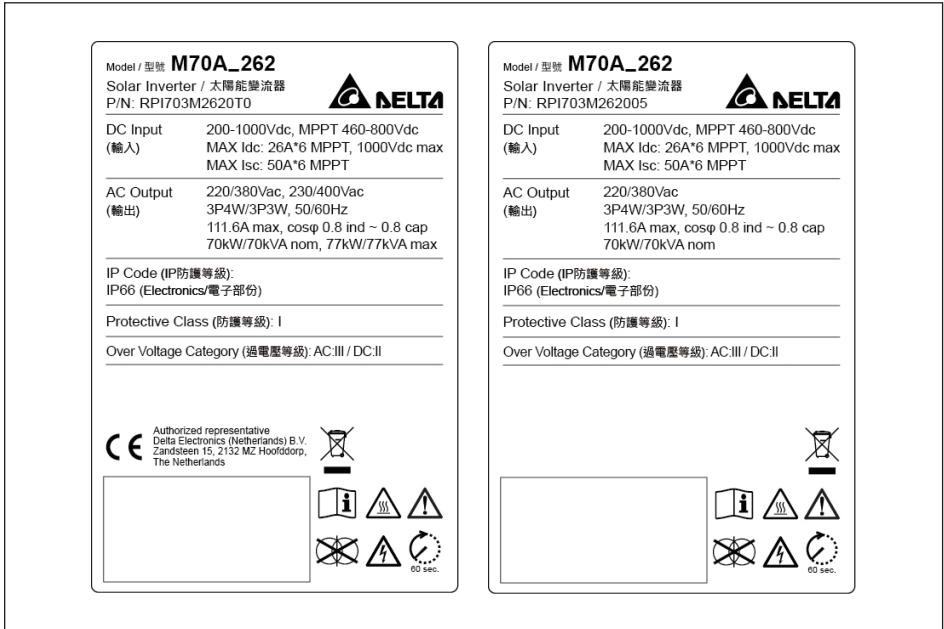 Model / 型號 M70A_262
Solar Inverter / 太陽能變流器
P/N: RPI703M2620T0
DELTA
DC Input
(輸入)
200-1000Vdc, MPPT 460-800Vdc
MAX Idc: 26A*6 MPPT, 1000Vdc max
MAX Isc: 50A*6 MPPT
AC Output
(輸出)
220/380Vac, 230/400Vac
3P4W/3P3W, 50/60Hz
111.6A max, cosφ 0.8 ind ~ 0.8 cap
70kW/70kVA nom, 77kW/77kVA max
IP Code (IP防護等級):
IP66 (Electronics/電子部份)
Protective Class (防護等級): I
Over Voltage Category (過電壓等級): AC:III / DC:II
CE
Authorized representative
Delta Electronics (Netherlands) B.V.
Zandsteen 15, 2132 MZ Hoofddorp,
The Netherlands
60 sec.
Model / 型號 M70A_262
Solar Inverter / 太陽能變流器
P/N: RPI703M262005
DELTA
DC Input
(輸入)
200-1000Vdc, MPPT 460-800Vdc
MAX Idc: 26A*6 MPPT, 1000Vdc max
MAX Isc: 50A*6 MPPT
AC Output
(輸出)
220/380Vac
3P4W/3P3W, 50/60Hz
111.6A max, cosφ 0.8 ind ~ 0.8 cap
70kW/70kVA nom
IP Code (IP防護等級):
IP66 (Electronics/電子部份)
Protective Class (防護等級): I
Over Voltage Category (過電壓等級): AC:III / DC:II
60 sec.